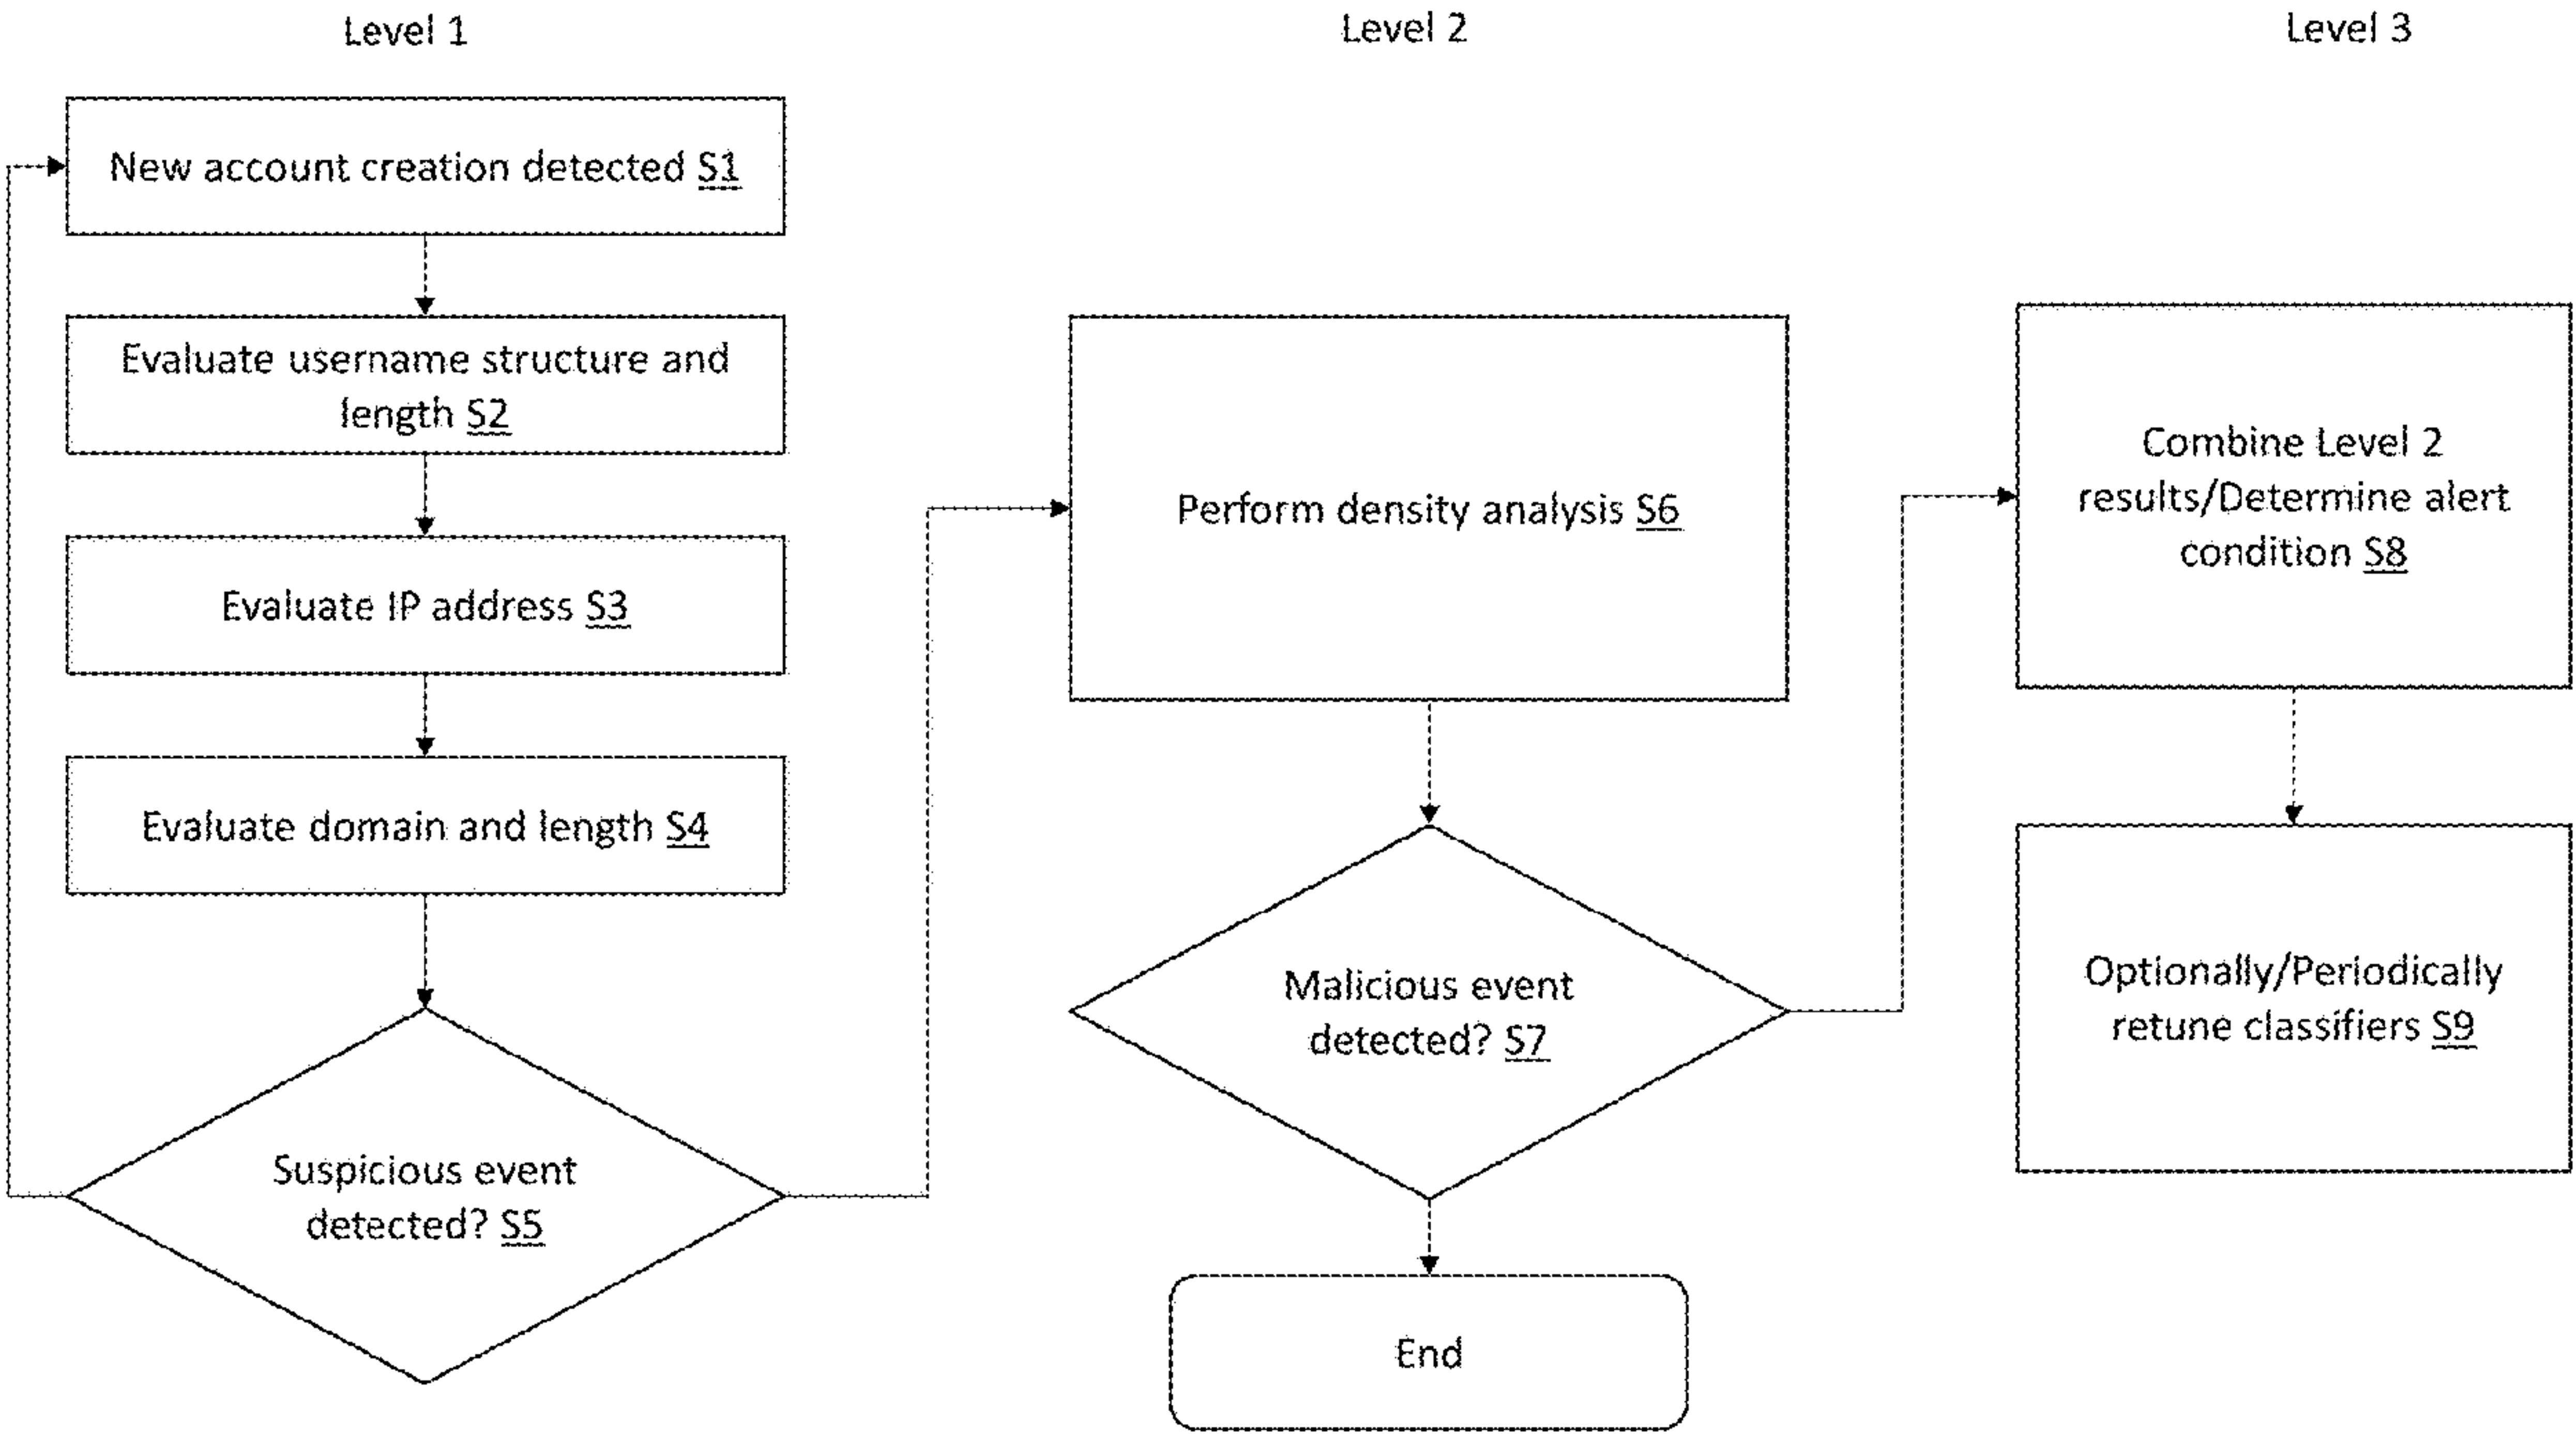 Level 1
New account creation detected S1
Evaluate username structure and
length S2
Evaluate IP address S3
Evaluate domain and length S4
Suspicious event
detected? S5
Level 2
Perform density analysis S6
Malicious event
detected? S7
End
Level 3
Combine Level 2
results/Determine alert
condition S8
Optionally/Periodically
retune classifiers S9